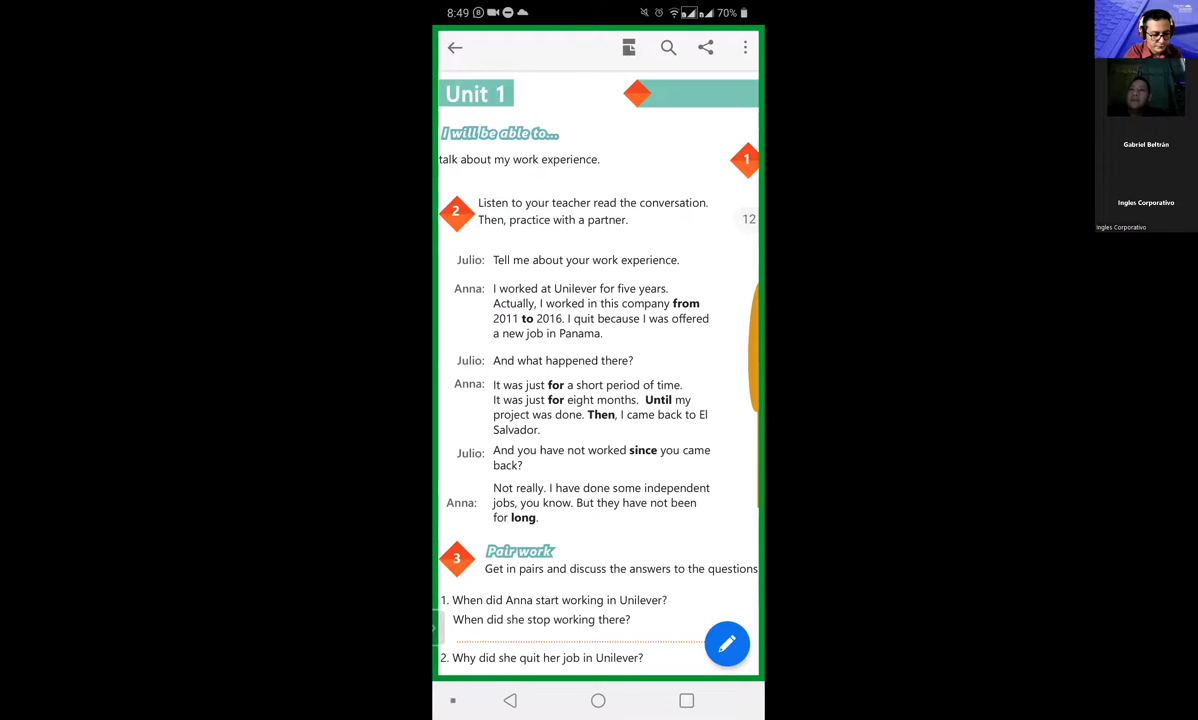 8:49
70%
Unit 1
I will be able to...
talk about my work experience.
1
2
Listen to your teacher read the conversation.
Then, practice with a partner.
12
Julio: Tell me about your work experience.
Anna: I worked at Unilever for five years.
Actually, I worked in this company from
2011 to 2016. I quit because I was offered
a new job in Panama.
Julio: And what happened there?
Anna: It was just for a short period of time.
It was just for eight months. Until my
project was done. Then, I came back to El
Salvador.
Julio: And you have not worked since you came
back?
Anna: Not really. I have done some independent
jobs, you know. But they have not been
for long.
3
Pair work
Get in pairs and discuss the answers to the questions
1. When did Anna start working in Unilever?
When did she stop working there?
2. Why did she quit her job in Unilever?
Gabriel Beltrán
Ingles Corporativo
Ingles Corporativo